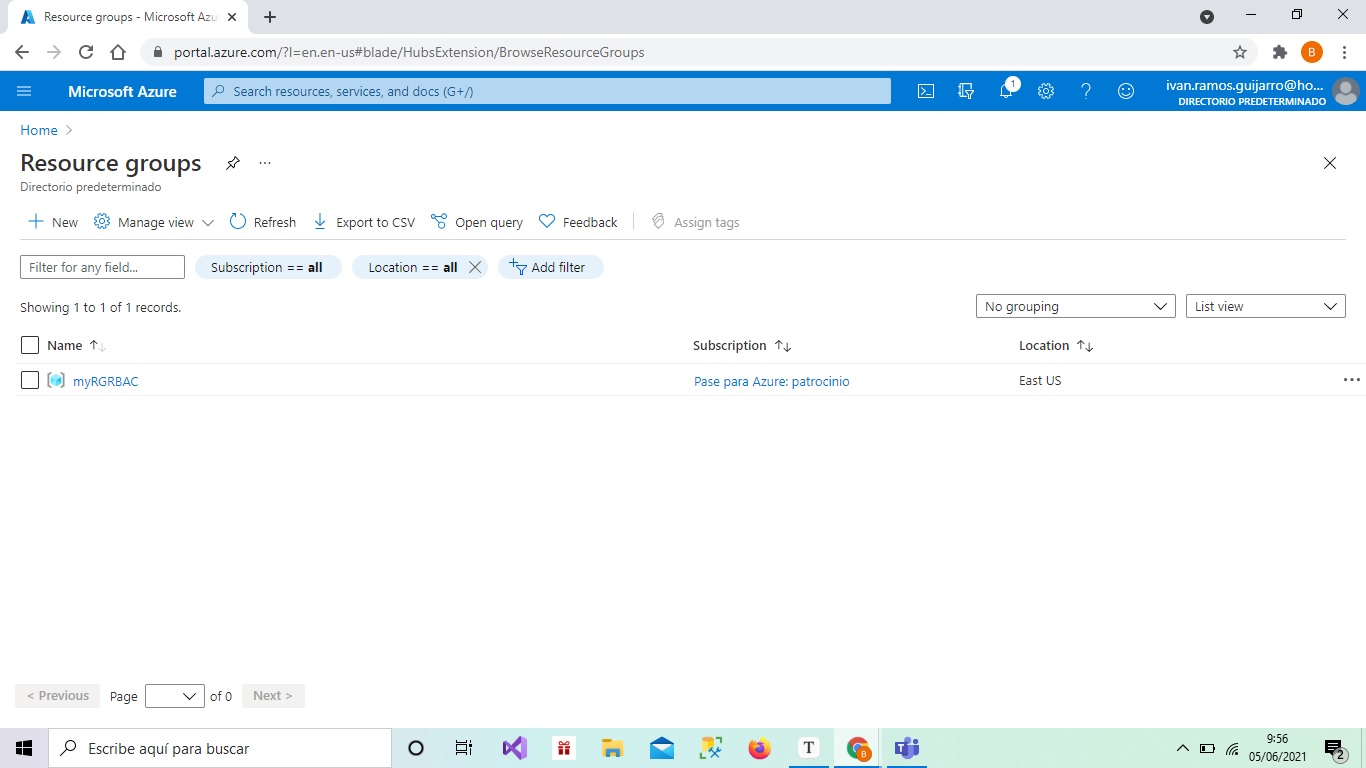 Resource groups - Microsoft Azu
portal.azure.com/?l=en.en-us#blade/HubsExtension/BrowseResourceGroups
B
Microsoft Azure
Search resources, services, and docs (G+/)
1
ivan.ramos.guijarro@ho...
DIRECTORIO PREDETERMINADO
Home
Resource groups
Directorio predeterminado
New Manage view Refresh Export to CSV Open query Feedback Assign tags
Filter for any field... Subscription == all Location == all Add filter
Showing 1 to 1 of 1 records. No grouping List view
Name Subscription Location
myRGRBAC Pase para Azure: patrocinio East US
< Previous Page of 0 Next >
Escribe aquí para buscar
T
B
9:56
05/06/2021
2